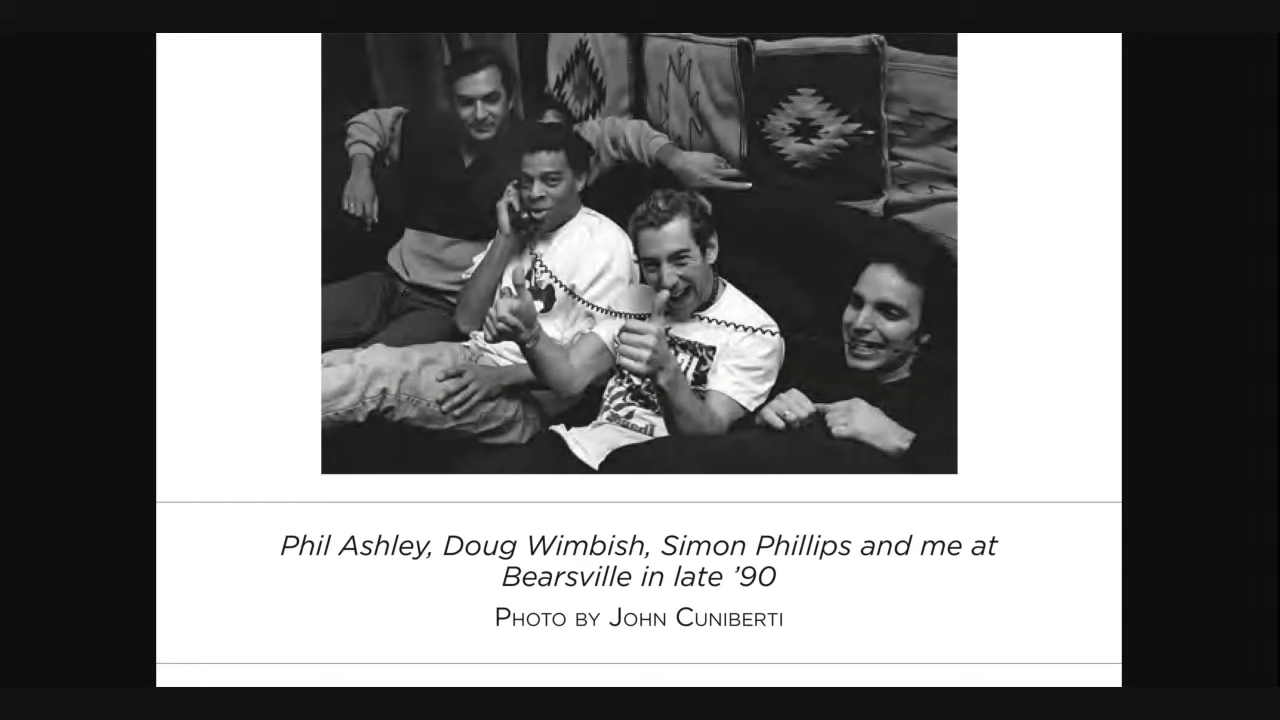 Phil Ashley, Doug Wimbish, Simon Phillips and me at
Bearsville in late ’90
Photo by John Cuniberti